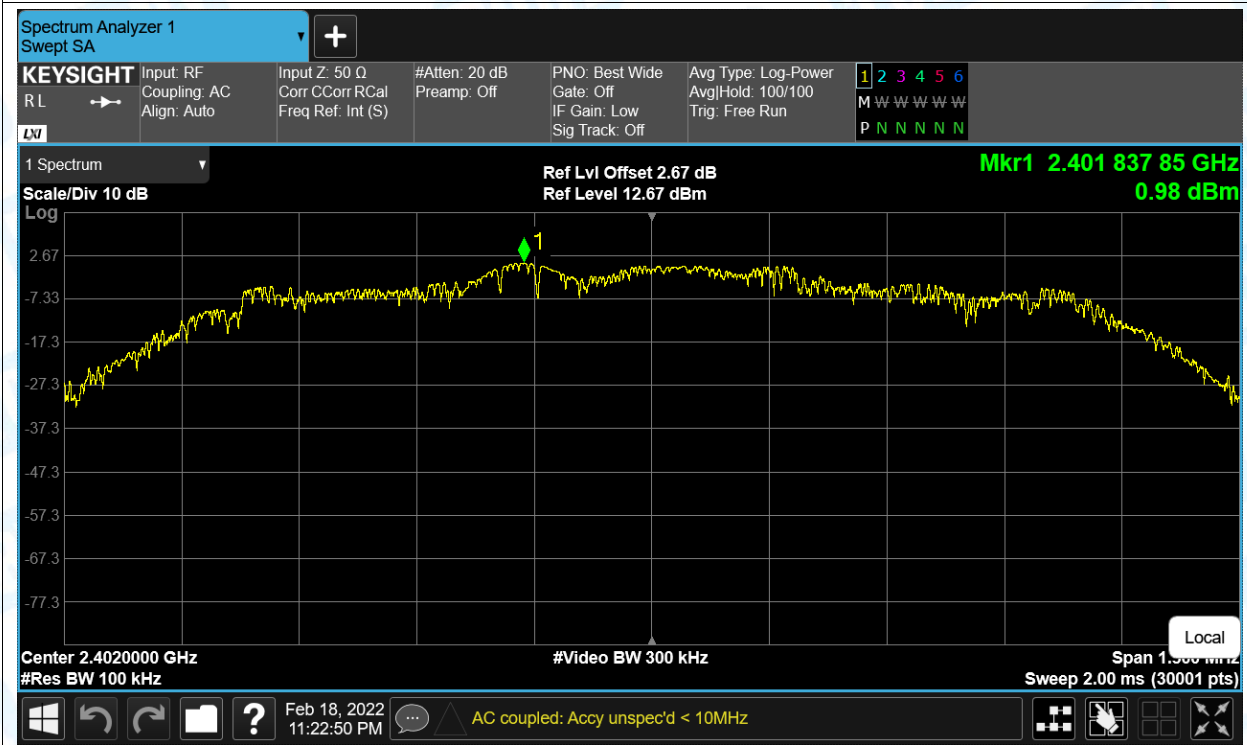 Spectrum Analyzer 1
Swept SA
+
KEYSIGHT
R L
LXI
Input: RF
Coupling: AC
Align: Auto
Input Z: 50 Ω
Corr CCorr RCal
Freq Ref: Int (S)
#Atten: 20 dB
Preamp: Off
PNO: Best Wide
Gate: Off
IF Gain: Low
Sig Track: Off
Avg Type: Log-Power
Avg|Hold: 100/100
Trig: Free Run
1 2 3 4 5 6
M W W W W W
P N N N N N
1 Spectrum
Scale/Div 10 dB
Log
Ref Lvl Offset 2.67 dB
Ref Level 12.67 dBm
Mkr1 2.401 837 85 GHz
0.98 dBm
1
2.67
-7.33
-17.3
-27.3
-37.3
-47.3
-57.3
-67.3
-77.3
Local
Center 2.4020000 GHz
#Video BW 300 kHz
Span
#Res BW 100 kHz
Sweep 2.00 ms (30001 pts)
?
Feb 18, 2022
11:22:50 PM
AC coupled: Accy unspec'd < 10MHz